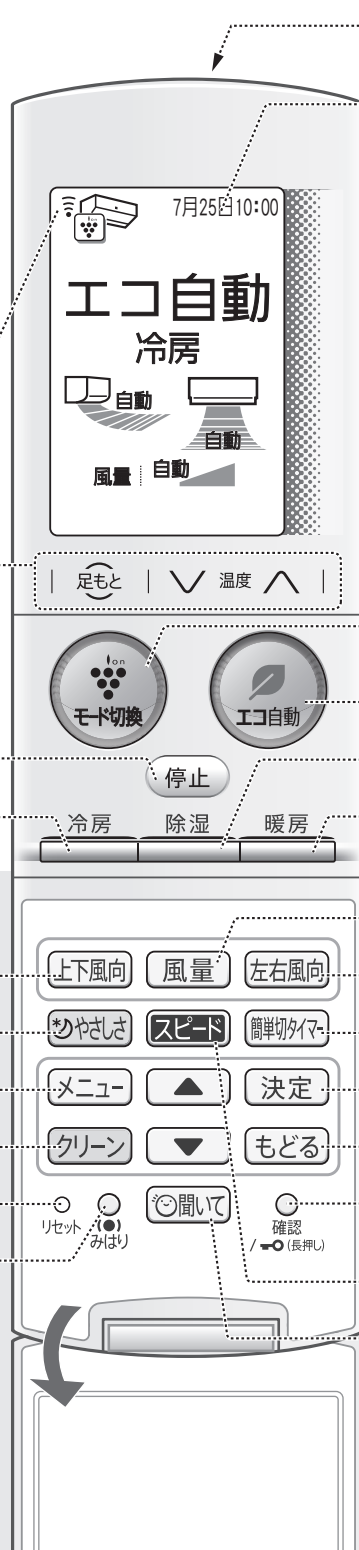 Ion
7月25日10:00
エコ自動
冷房
自動
自動
風量 自動
足もと 温度
Ion
モード切換
エコ自動
停止
冷房 除湿 暖房
上下風向 風量 左右風向
やさしさ スピード 簡単切タイマー
メニュー ▲ 決定
クリーン ▼ もどる
リセット みはり 聞いて 確認
/ (長押し)